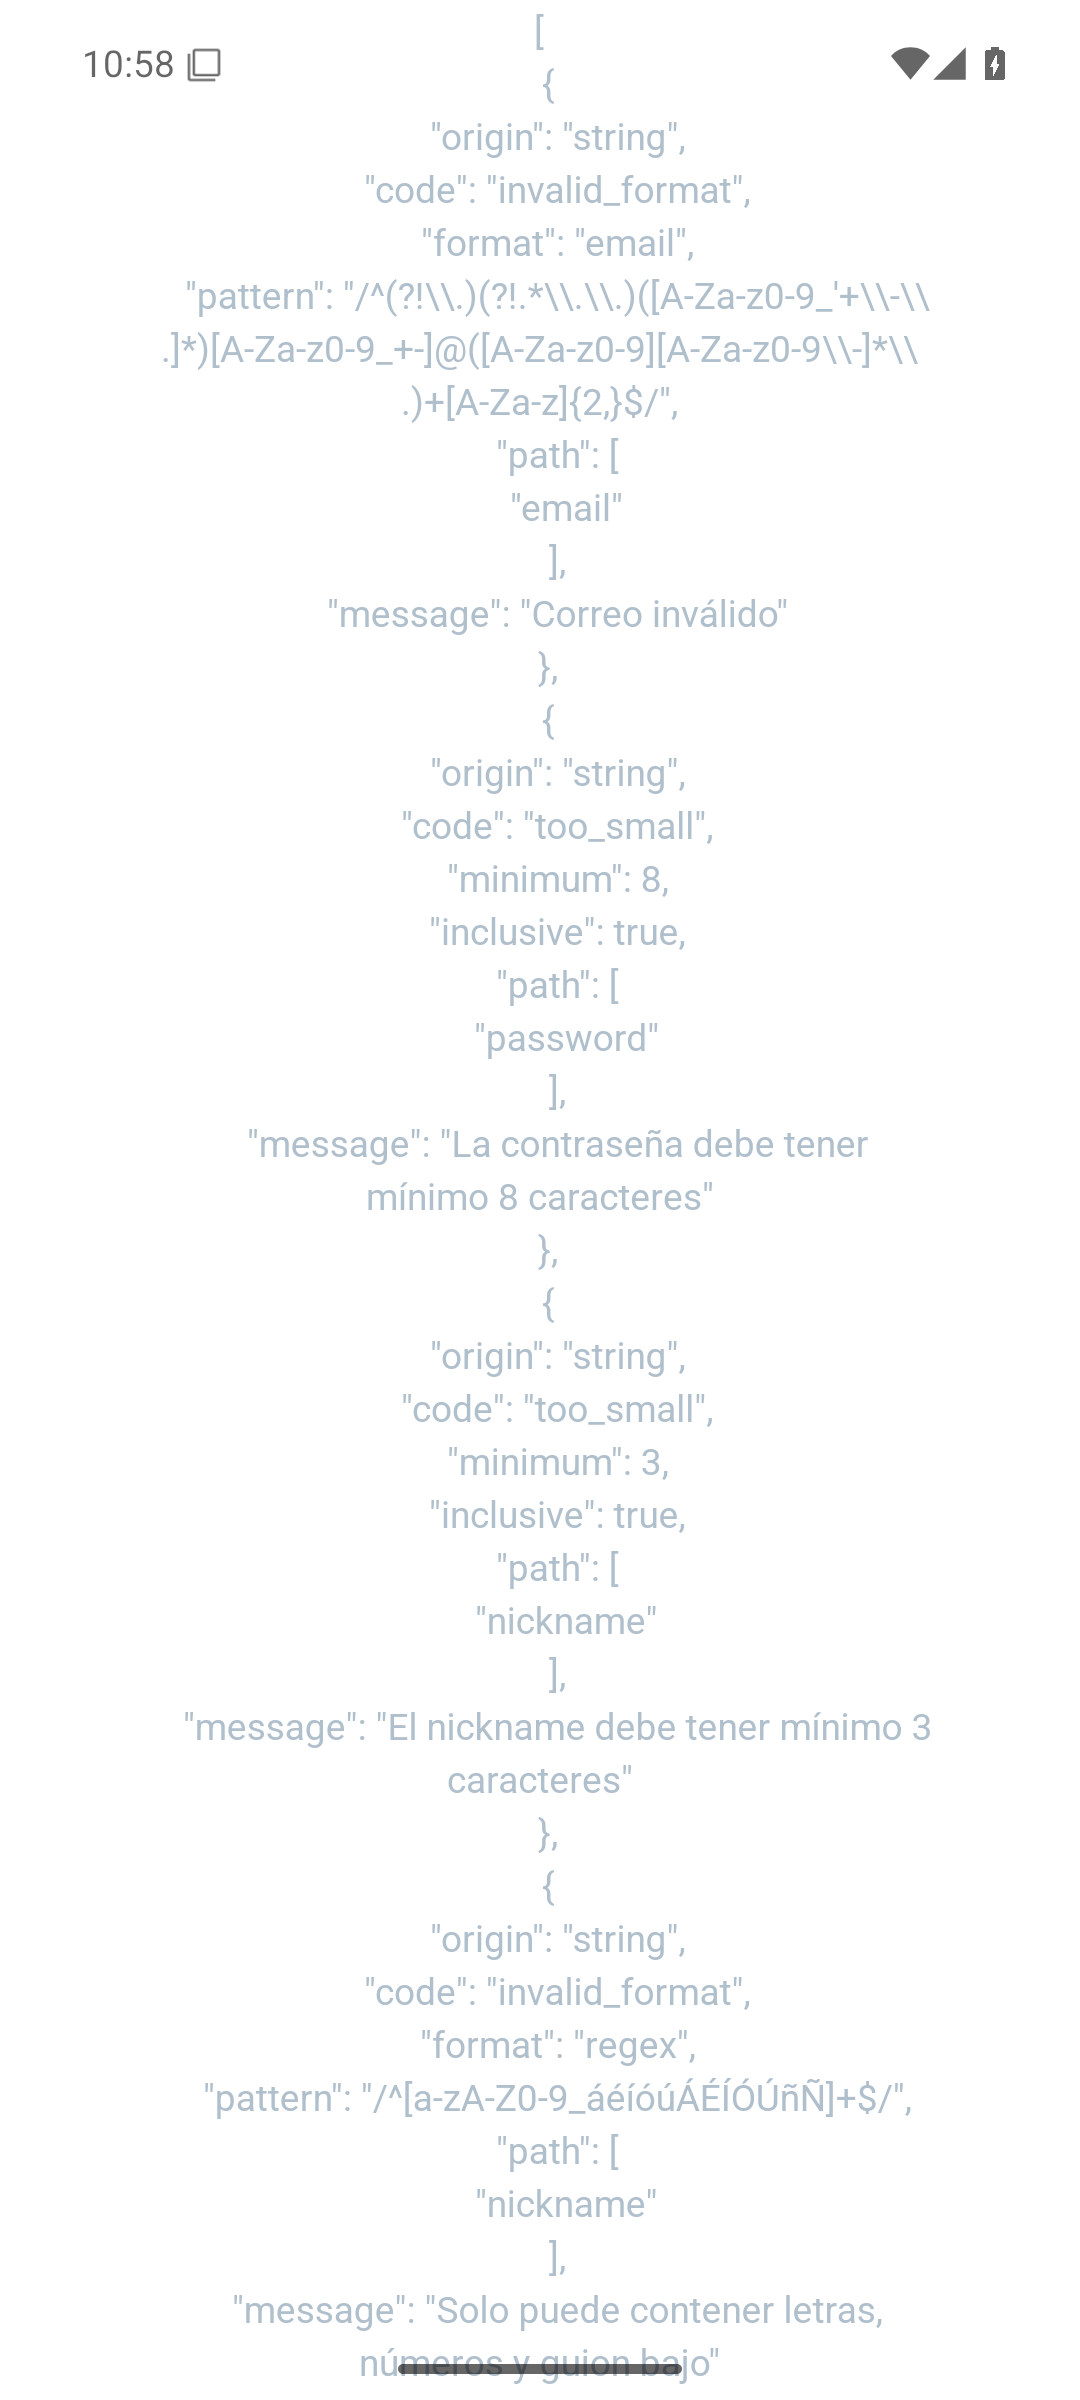 [
10:58
{
"origin": "string",
"code": "invalid_format",
"format": "email",
"pattern": "/^(?!\\.)(?!.*\\.\\.)([A-Za-z0-9_'+\\-\\
.]*)[A-Za-z0-9_+-]@([A-Za-z0-9][A-Za-z0-9\\-]*\\
.)+[A-Za-z]{2,}$/",
"path": [
"email"
],
"message": "Correo inválido"
},
{
"origin": "string",
"code": "too_small",
"minimum": 8,
"inclusive": true,
"path": [
"password"
],
"message": "La contraseña debe tener
mínimo 8 caracteres"
},
{
"origin": "string",
"code": "too_small",
"minimum": 3,
"inclusive": true,
"path": [
"nickname"
],
"message": "El nickname debe tener mínimo 3
caracteres"
},
{
"origin": "string",
"code": "invalid_format",
"format": "regex",
"pattern": "/^[a-zA-Z0-9_áéíóúÁÉÍÓÚñÑ]+$/",
"path": [
"nickname"
],
"message": "Solo puede contener letras,
números y guion bajo"